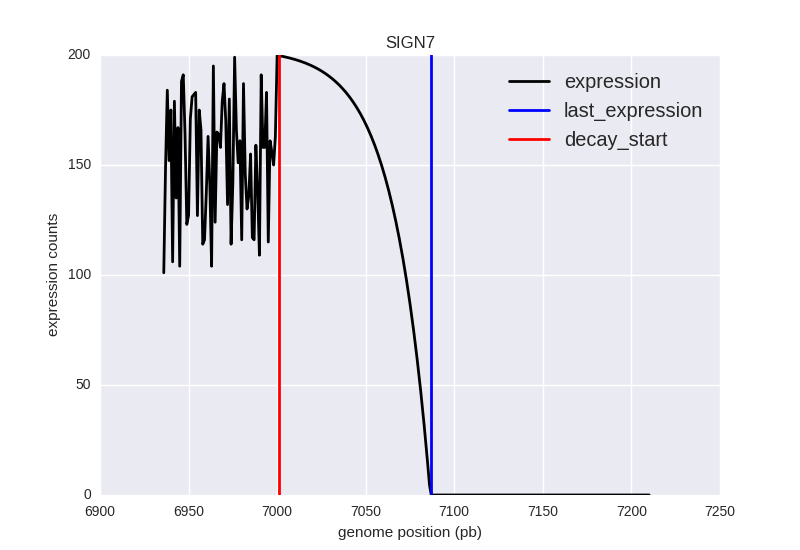 SIGN7
200
150
100
50
0
expression counts
expression
last_expression
decay_start
6900 6950 7000 7050 7100 7150 7200 7250
genome position (pb)